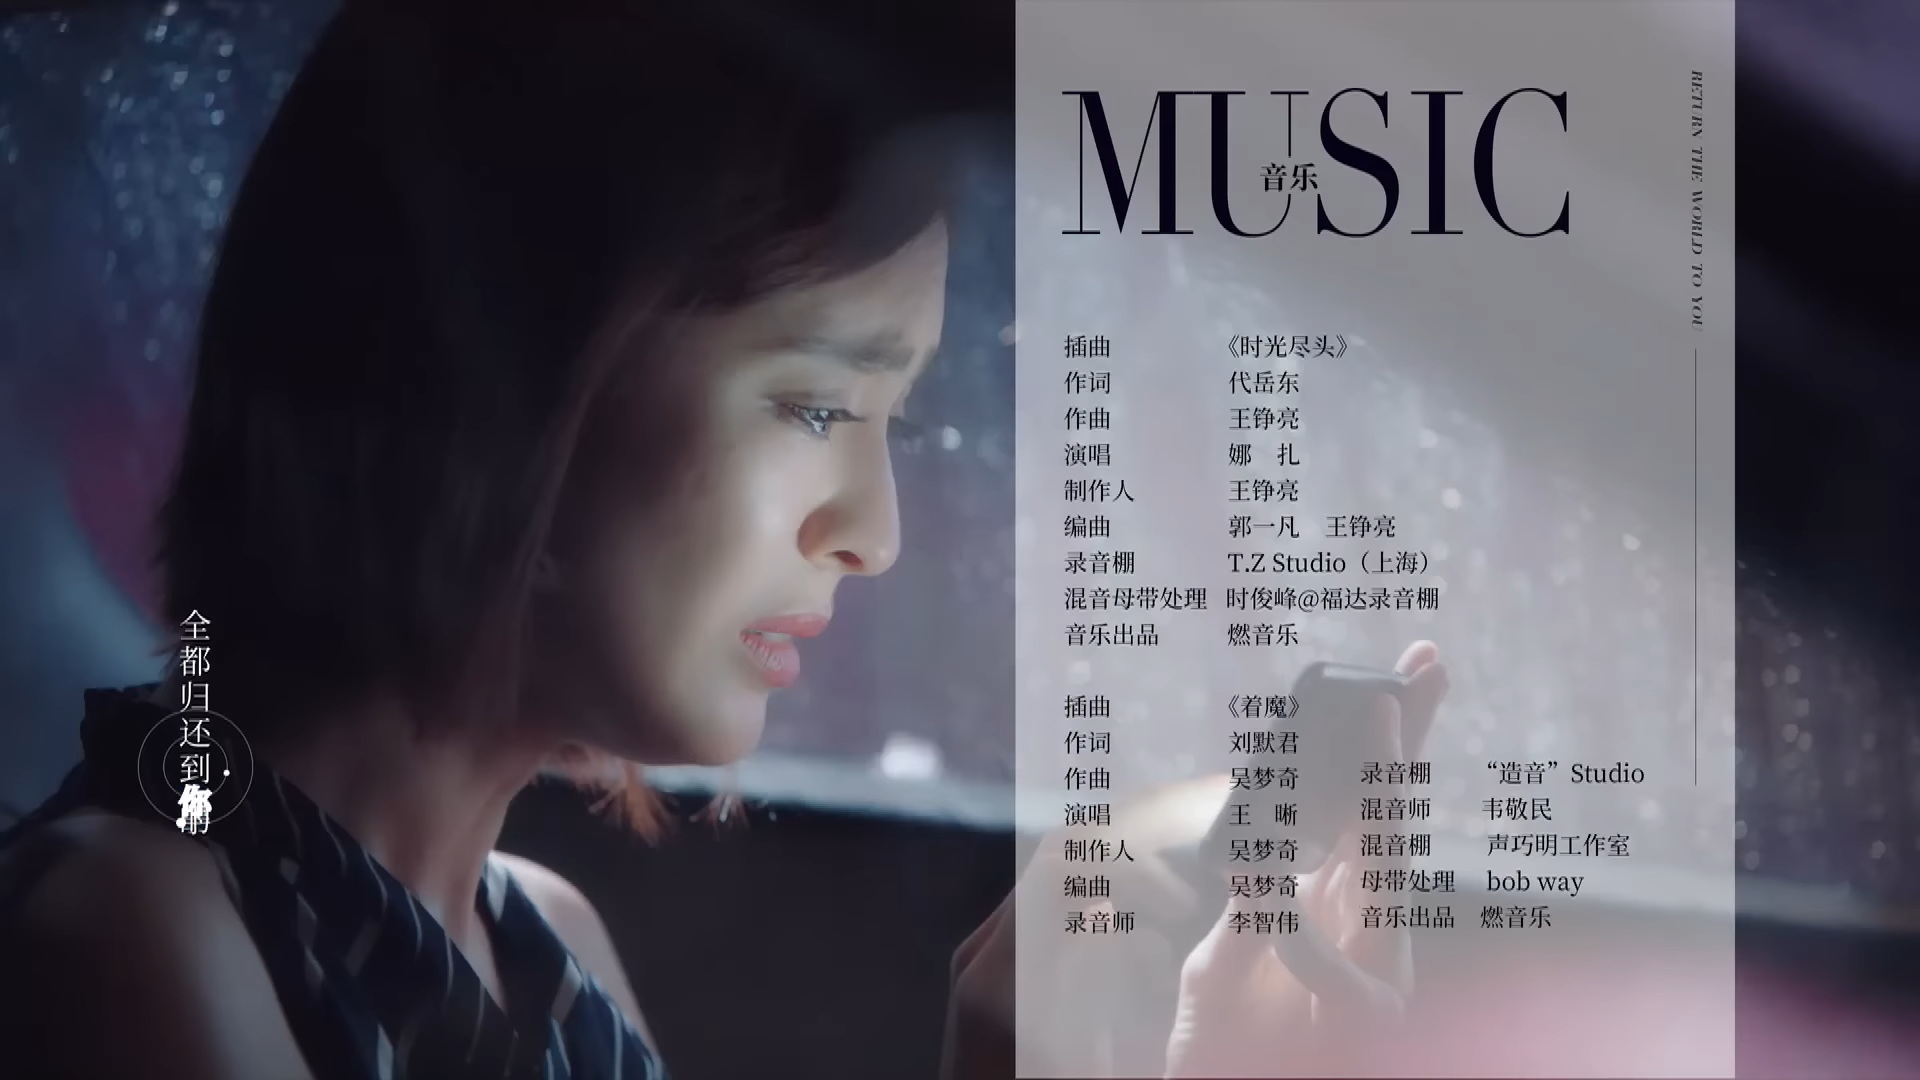 MUSIC
音乐
RETURN THE WORLD TO YOU
插曲 《时光尽头》
作词 代岳东
作曲 王铮亮
演唱 娜 扎
制作人 王铮亮
编曲 郭一凡 王铮亮
录音棚 T.Z Studio（上海）
混音母带处理 时俊峰@福达录音棚
音乐出品 燃音乐
插曲 《着魔》
作词 刘默君
作曲 吴梦奇
演唱 王 晰
制作人 吴梦奇
编曲 吴梦奇
录音师 李智伟
录音棚 “造音”Studio
混音师 韦敬民
混音棚 声巧明工作室
母带处理 bob way
音乐出品 燃音乐
全都归还到你